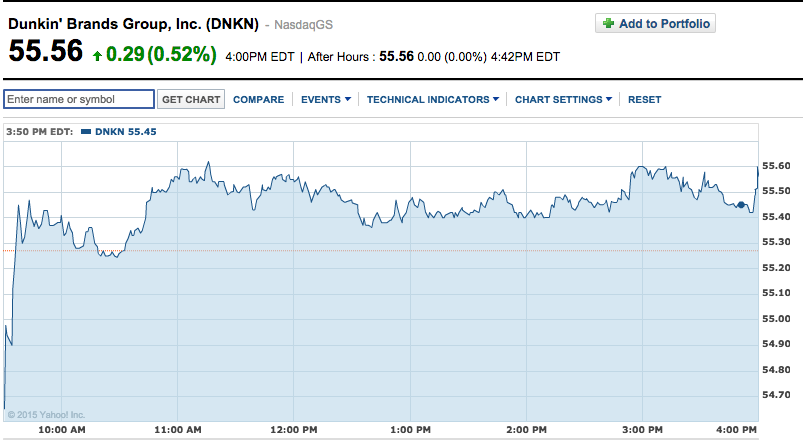 Dunkin' Brands Group, Inc. (DNKN) - NasdaqGS
Add to Portfolio
55.56 0.29 (0.52%) 4:00PM EDT | After Hours : 55.56 0.00 (0.00%) 4:42PM EDT
Enter name or symbol GET CHART COMPARE EVENTS TECHNICAL INDICATORS CHART SETTINGS RESET
3:50 PM EDT: DNKN 55.45
55.60
55.50
55.40
55.30
55.20
55.10
55.00
54.90
54.80
54.70
© 2015 Yahoo! Inc.
10:00 AM 11:00 AM 12:00 PM 1:00 PM 2:00 PM 3:00 PM 4:00 PM